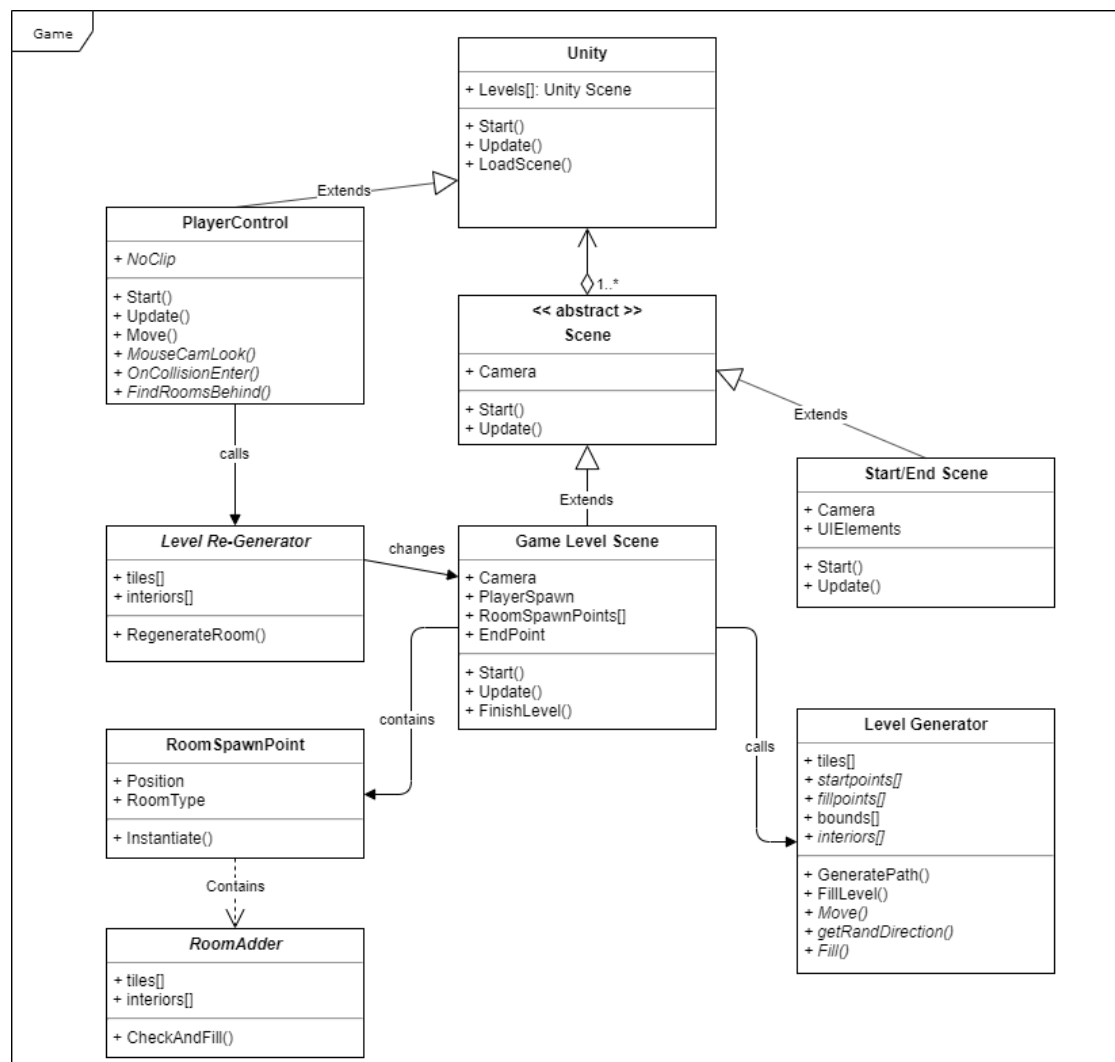 Game
Unity
+ Levels[]: Unity Scene
+ Start()
+ Update()
+ LoadScene()
Extends
PlayerControl
+ NoClip
+ Start()
+ Update()
+ Move()
+ MouseCamLook()
+ OnCollisionEnter()
+ FindRoomsBehind()
1..*
<< abstract >>
Scene
+ Camera
+ Start()
+ Update()
Extends
calls
Extends
Start/End Scene
+ Camera
+ UIElements
+ Start()
+ Update()
Level Re-Generator
+ tiles[]
+ interiors[]
+ RegenerateRoom()
changes
Game Level Scene
+ Camera
+ PlayerSpawn
+ RoomSpawnPoints[]
+ EndPoint
+ Start()
+ Update()
+ FinishLevel()
contains
calls
RoomSpawnPoint
+ Position
+ RoomType
+ Instantiate()
Level Generator
+ tiles[]
+ startpoints[]
+ fillpoints[]
+ bounds[]
+ interiors[]
+ GeneratePath()
+ FillLevel()
+ Move()
+ getRandDirection()
+ Fill()
Contains
RoomAdder
+ tiles[]
+ interiors[]
+ CheckAndFill()